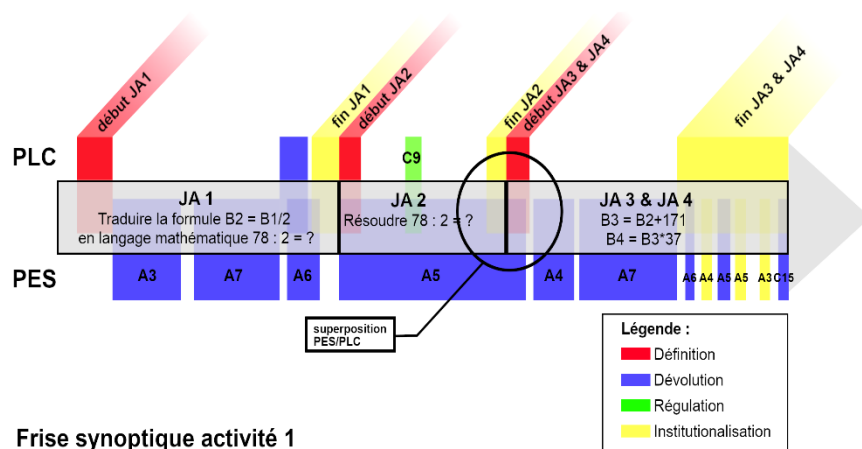 début JA1
fin JA1
début JA2
fin JA2
début JA3 & JA4
fin JA3 & JA4
PLC
C9
JA 1
Traduire la formule B2 = B1/2
en langage mathématique 78 : 2 = ?
JA 2
Résoudre 78 : 2 = ?
JA 3 & JA 4
B3 = B2+171
B4 = B3*37
PES
A3
A7
A6
A5
A4
A7
A6
A4
A5
A5
A3
C15
superposition
PES/PLC
Légende :
Définition
Dévolution
Régulation
Institutionalisation
Frise synoptique activité 1